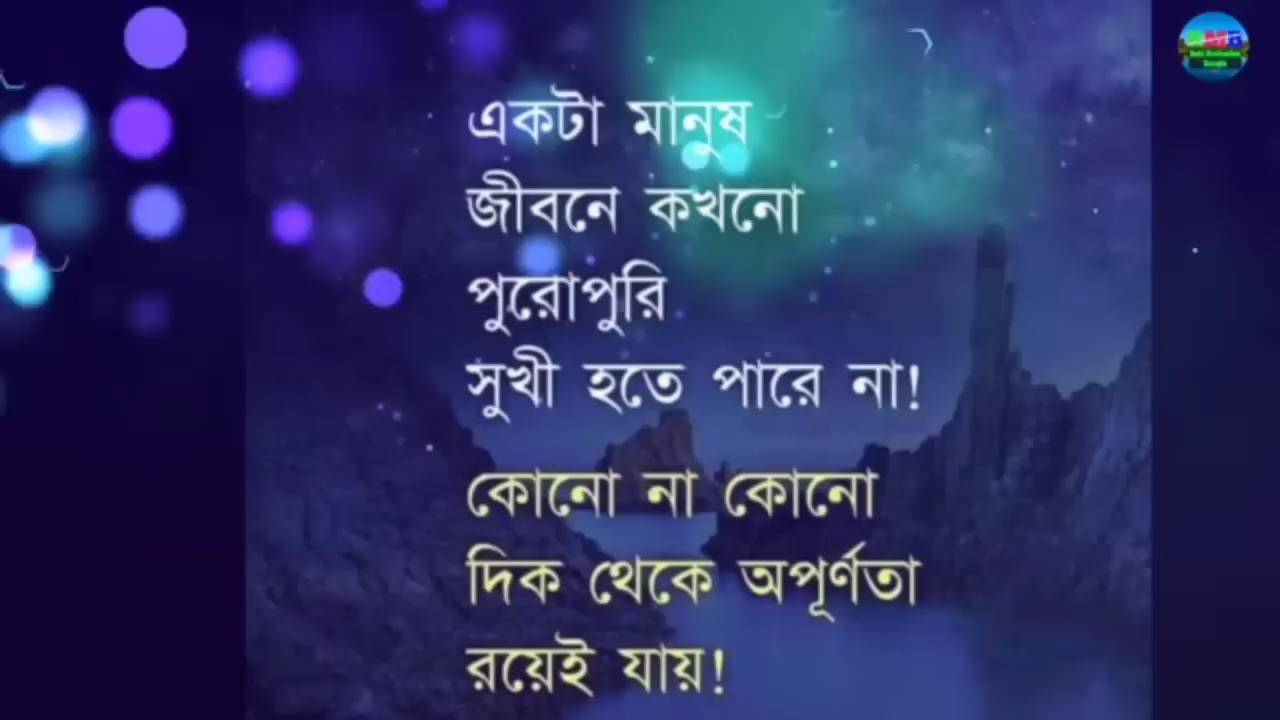 একটা মানুষ
জীবনে কখনো
পুরোপুরি
সুখী হতে পারে না!
কোনো না কোনো
দিক থেকে অপূর্ণতা
রয়েই যায়!